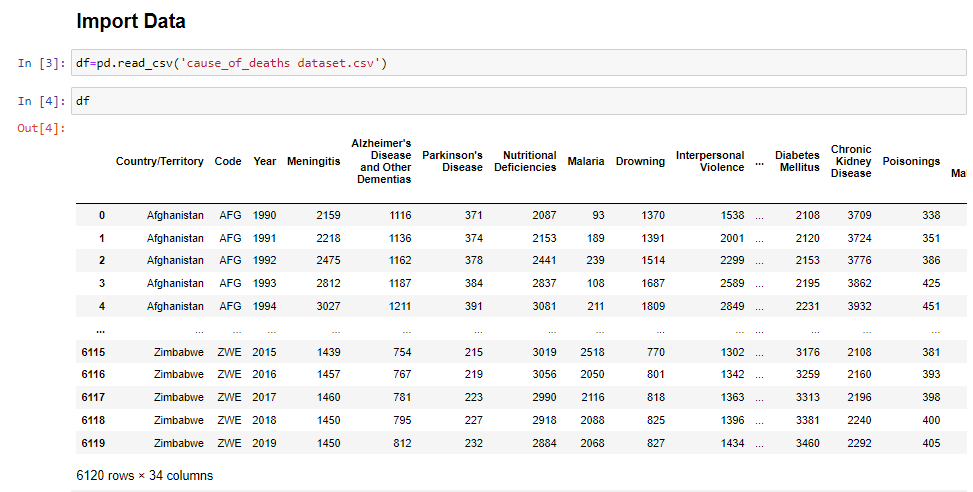 Import Data
In [3]: df=pd.read_csv('cause_of_deaths dataset.csv')
In [4]: df
Out[4]:
Country/Territory Code Year Meningitis Alzheimer's Disease and Other Dementias Parkinson's Disease Nutritional Deficiencies Malaria Drowning Interpersonal Violence ... Diabetes Mellitus Chronic Kidney Disease Poisonings
0 Afghanistan AFG 1990 2159 1116 371 2087 93 1370 1538 ... 2108 3709 338
1 Afghanistan AFG 1991 2218 1136 374 2153 189 1391 2001 ... 2120 3724 351
2 Afghanistan AFG 1992 2475 1162 378 2441 239 1514 2299 ... 2153 3776 386
3 Afghanistan AFG 1993 2812 1187 384 2837 108 1687 2589 ... 2195 3862 425
4 Afghanistan AFG 1994 3027 1211 391 3081 211 1809 2849 ... 2231 3932 451
... ... ... ... ... ... ... ... ... ... ... ... ... ... ...
6115 Zimbabwe ZWE 2015 1439 754 215 3019 2518 770 1302 ... 3176 2108 381
6116 Zimbabwe ZWE 2016 1457 767 219 3056 2050 801 1342 ... 3259 2160 393
6117 Zimbabwe ZWE 2017 1460 781 223 2990 2116 818 1363 ... 3313 2196 398
6118 Zimbabwe ZWE 2018 1450 795 227 2918 2088 825 1396 ... 3381 2240 400
6119 Zimbabwe ZWE 2019 1450 812 232 2884 2068 827 1434 ... 3460 2292 405
6120 rows × 34 columns